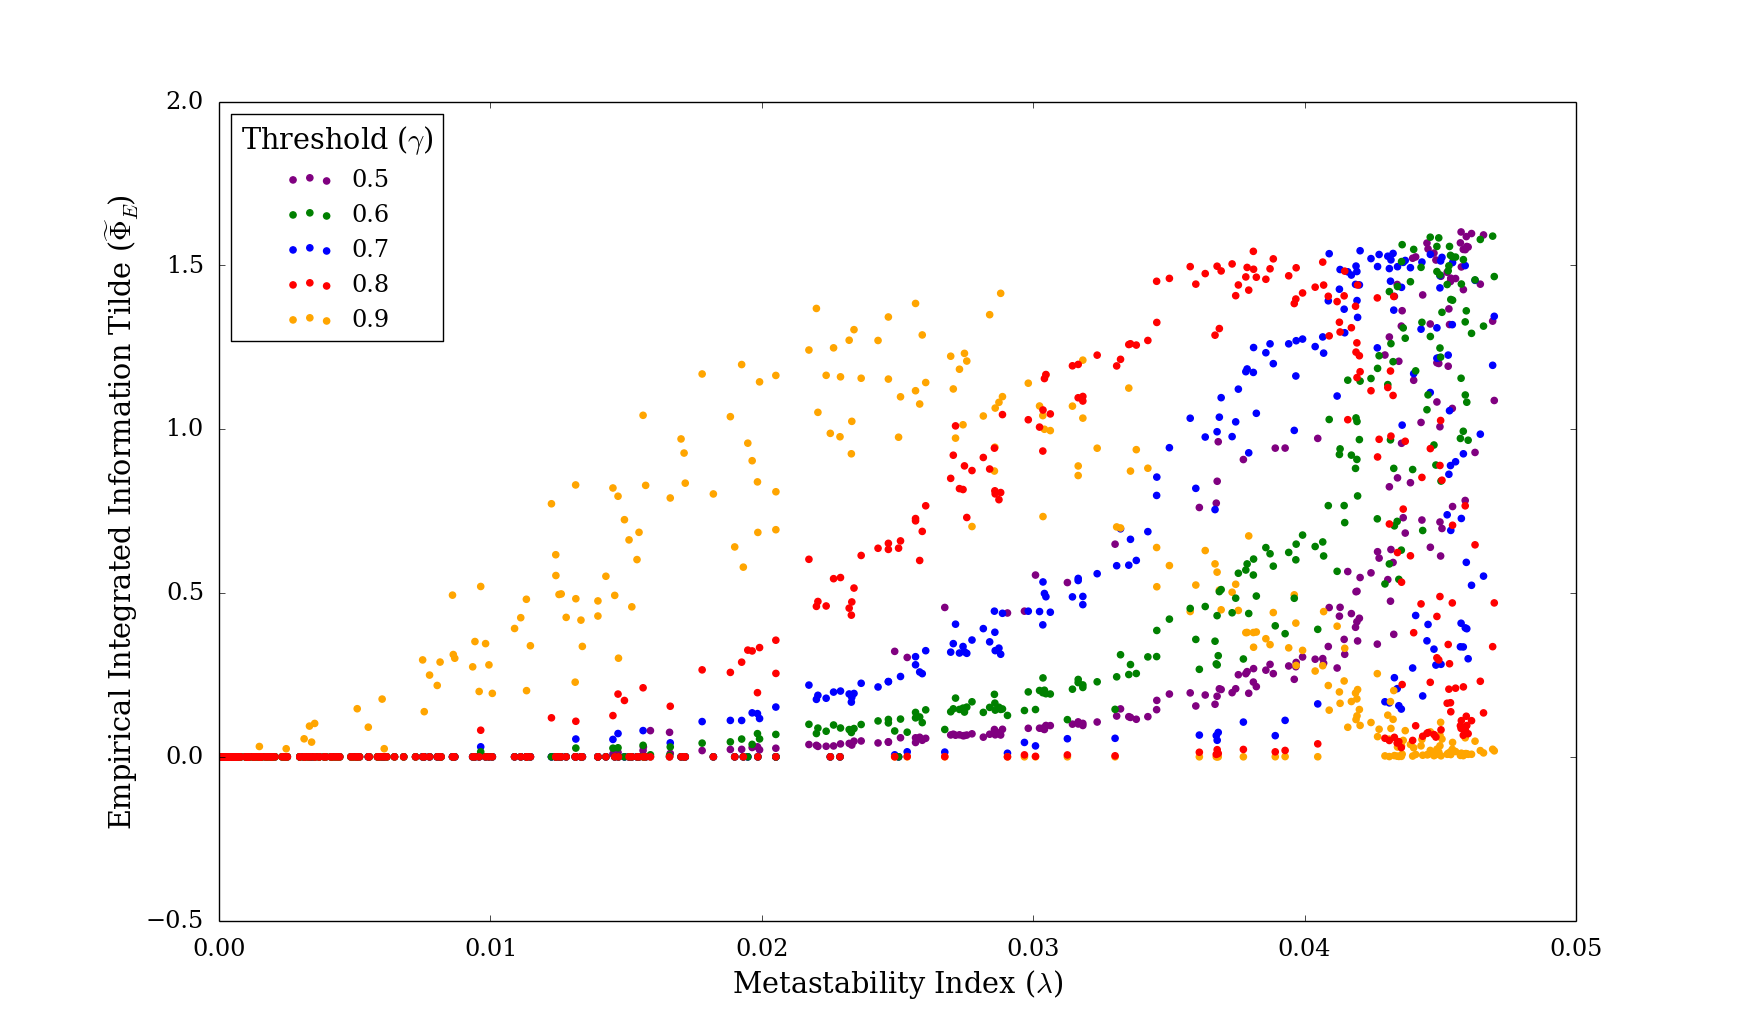 2.0
1.5
1.0
0.5
0.0
−0.5
0.00 0.01 0.02 0.03 0.04 0.05
Metastability Index (λ)
Empirical Integrated Information Tilde (Φ̃_E)
Threshold (γ)
0.5
0.6
0.7
0.8
0.9